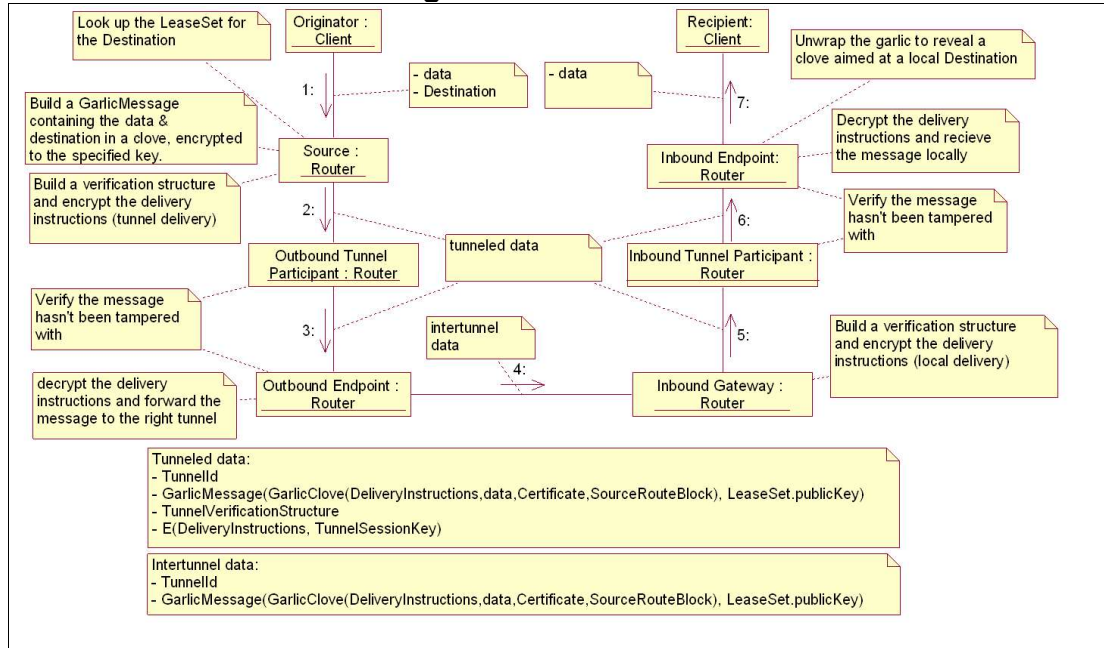 Look up the LeaseSet for
the Destination
Originator :
Client
Recipient:
Client
Unwrap the garlic to reveal a
clove aimed at a local Destination
1:
- data
- Destination
- data
7:
Build a GarlicMessage
containing the data &
destination in a clove, encrypted
to the specified key.
Source :
Router
Inbound Endpoint:
Router
Decrypt the delivery
instructions and recieve
the message locally
Build a verification structure
and encrypt the delivery
instructions (tunnel delivery)
2:
6:
Verify the message
hasn't been tampered
with
Outbound Tunnel
Participant : Router
tunneled data
Inbound Tunnel Participant :
Router
Verify the message
hasn't been tampered
with
3:
intertunnel
data
5:
Build a verification structure
and encrypt the delivery
instructions (local delivery)
4:
decrypt the delivery
instructions and forward the
message to the right tunnel
Outbound Endpoint :
Router
Inbound Gateway :
Router
Tunneled data:
- TunnelId
- GarlicMessage(GarlicClove(DeliveryInstructions,data,Certificate,SourceRouteBlock), LeaseSet.publicKey)
- TunnelVerificationStructure
- E(DeliveryInstructions, TunnelSessionKey)
Intertunnel data:
- TunnelId
- GarlicMessage(GarlicClove(DeliveryInstructions,data,Certificate,SourceRouteBlock), LeaseSet.publicKey)